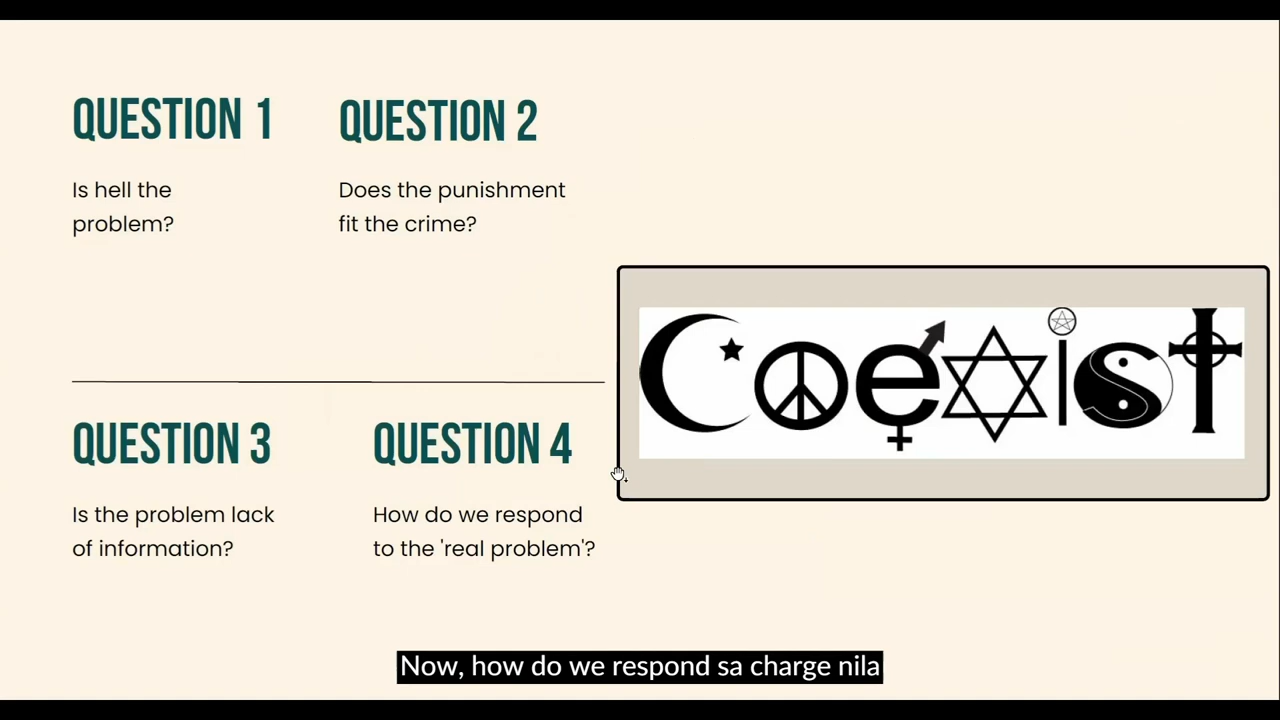 QUESTION 1
Is hell the
problem?
QUESTION 2
Does the punishment
fit the crime?
QUESTION 3
Is the problem lack
of information?
QUESTION 4
How do we respond
to the 'real problem'?
Coexist
Now, how do we respond sa charge nila